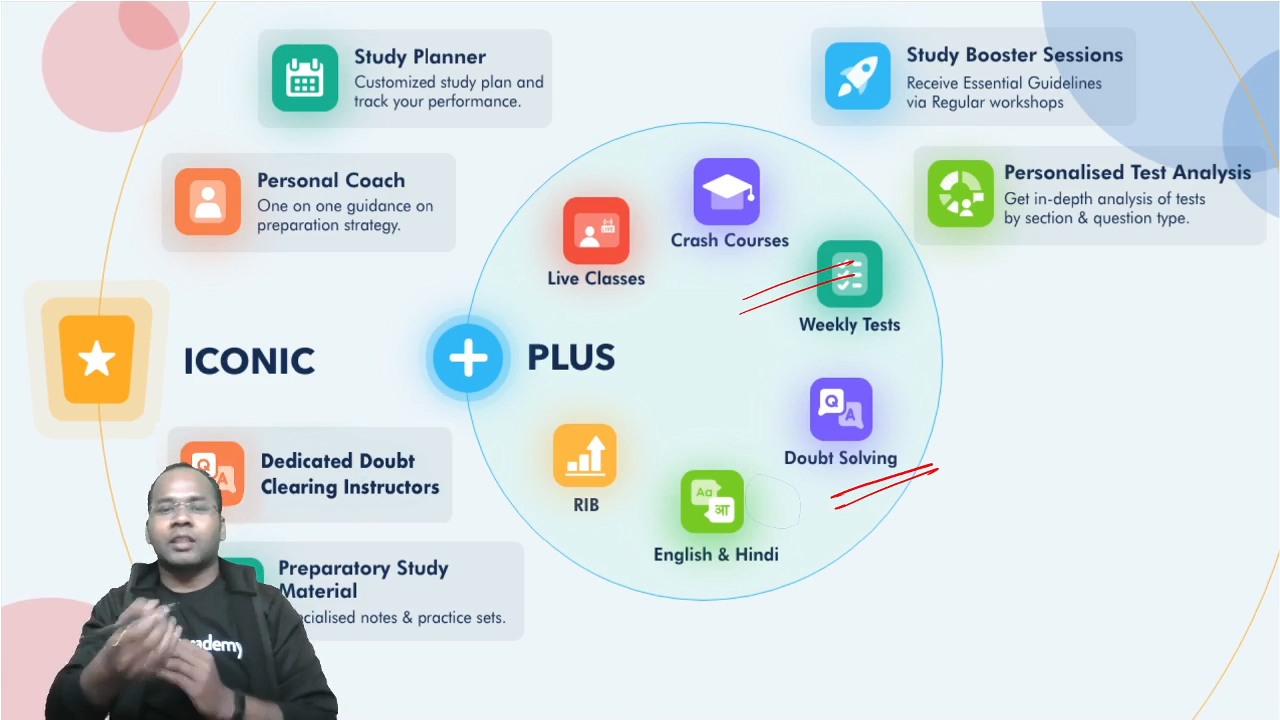 Study Planner
Customized study plan and
track your performance.
Study Booster Sessions
Receive Essential Guidelines
via Regular workshops
Personal Coach
One on one guidance on
preparation strategy.
Personalised Test Analysis
Get in-depth analysis of tests
by section & question type.
Crash Courses
LIVE
Live Classes
Weekly Tests
ICONIC
PLUS
Q
A
Doubt Solving
Q
A
Dedicated Doubt
Clearing Instructors
RIB
Aa
आ
English & Hindi
Preparatory Study
Material
notes & practice sets.